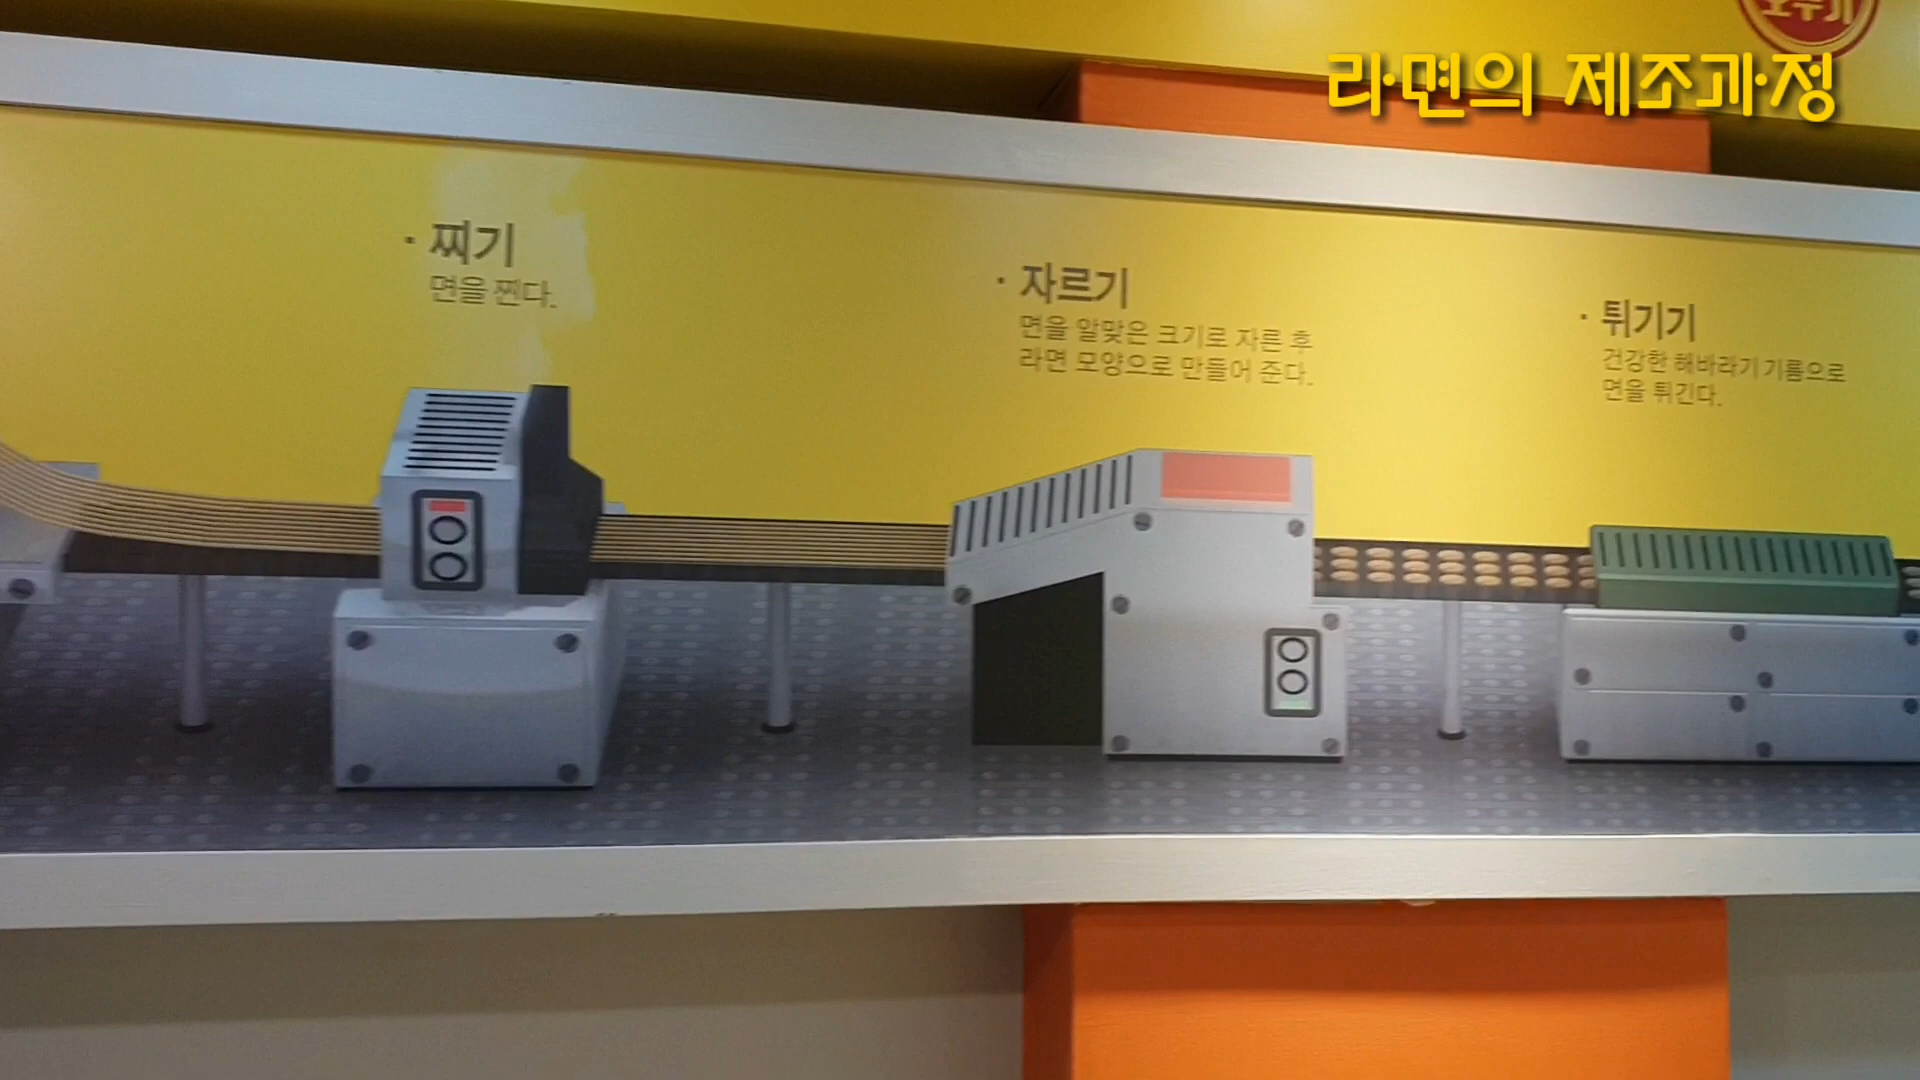 오뚜기
라면의 제조과정
· 찌기
면을 찐다.
· 자르기
면을 알맞은 크기로 자른 후
라면 모양으로 만들어 준다.
· 튀기기
건강한 해바라기 기름으로
면을 튀긴다.